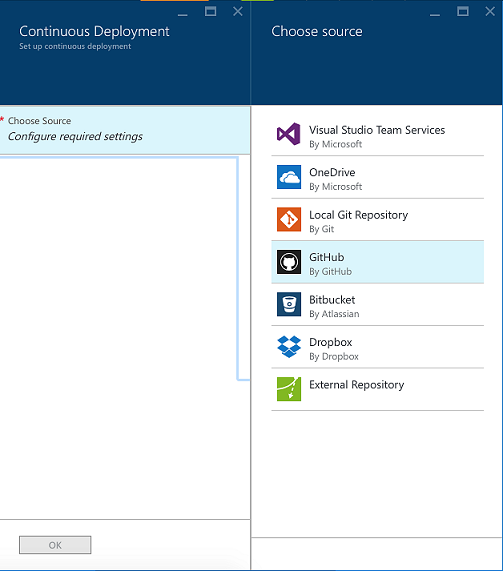 Continuous Deployment
Set up continuous deployment
* Choose Source
Configure required settings
OK
Choose source
Visual Studio Team Services
By Microsoft
OneDrive
By Microsoft
Local Git Repository
By Git
GitHub
By GitHub
Bitbucket
By Atlassian
Dropbox
By Dropbox
External Repository